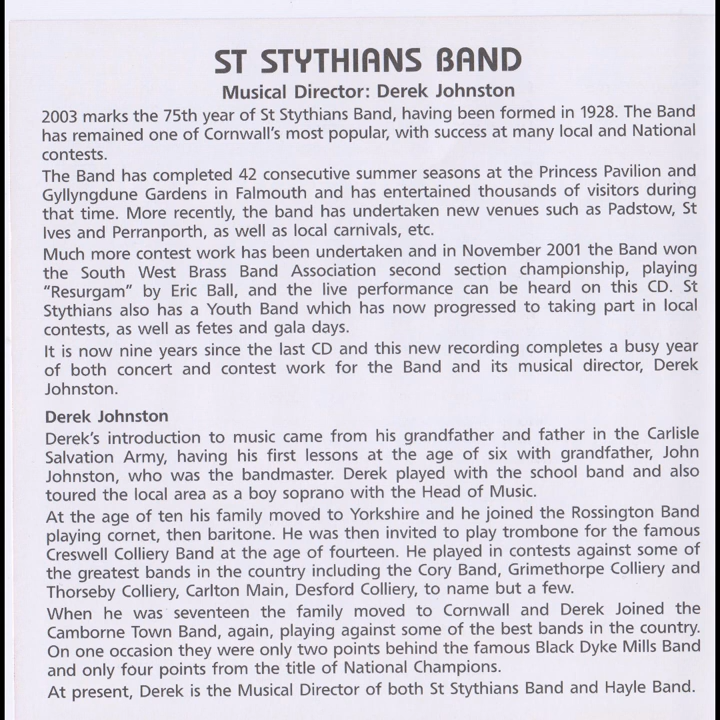 ST STYTHIANS BAND
Musical Director: Derek Johnston
2003 marks the 75th year of St Stythians Band, having been formed in 1928. The Band
has remained one of Cornwall's most popular, with success at many local and National
contests.
The Band has completed 42 consecutive summer seasons at the Princess Pavilion and
Gyllyngdune Gardens in Falmouth and has entertained thousands of visitors during
that time. More recently, the band has undertaken new venues such as Padstow, St
Ives and Perranporth, as well as local carnivals, etc.
Much more contest work has been undertaken and in November 2001 the Band won
the South West Brass Band Association second section championship, playing
"Resurgam" by Eric Ball, and the live performance can be heard on this CD. St
Stythians also has a Youth Band which has now progressed to taking part in local
contests, as well as fetes and gala days.
It is now nine years since the last CD and this new recording completes a busy year
of both concert and contest work for the Band and its musical director, Derek
Johnston.
Derek Johnston
Derek's introduction to music came from his grandfather and father in the Carlisle
Salvation Army, having his first lessons at the age of six with grandfather, John
Johnston, who was the bandmaster. Derek played with the school band and also
toured the local area as a boy soprano with the Head of Music.
At the age of ten his family moved to Yorkshire and he joined the Rossington Band
playing cornet, then baritone. He was then invited to play trombone for the famous
Creswell Colliery Band at the age of fourteen. He played in contests against some of
the greatest bands in the country including the Cory Band, Grimethorpe Colliery and
Thorseby Colliery, Carlton Main, Desford Colliery, to name but a few.
When he was seventeen the family moved to Cornwall and Derek Joined the
Camborne Town Band, again, playing against some of the best bands in the country.
On one occasion they were only two points behind the famous Black Dyke Mills Band
and only four points from the title of National Champions.
At present, Derek is the Musical Director of both St Stythians Band and Hayle Band.